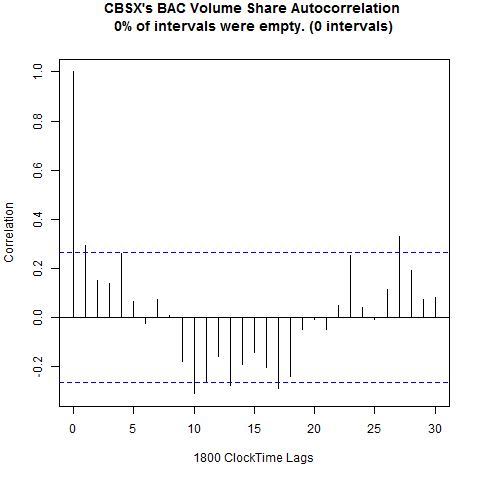 CBSX's BAC Volume Share Autocorrelation
0% of intervals were empty. (0 intervals)
1.0
0.8
0.6
0.4
0.2
0.0
-0.2
Correlation
0 5 10 15 20 25 30
1800 ClockTime Lags